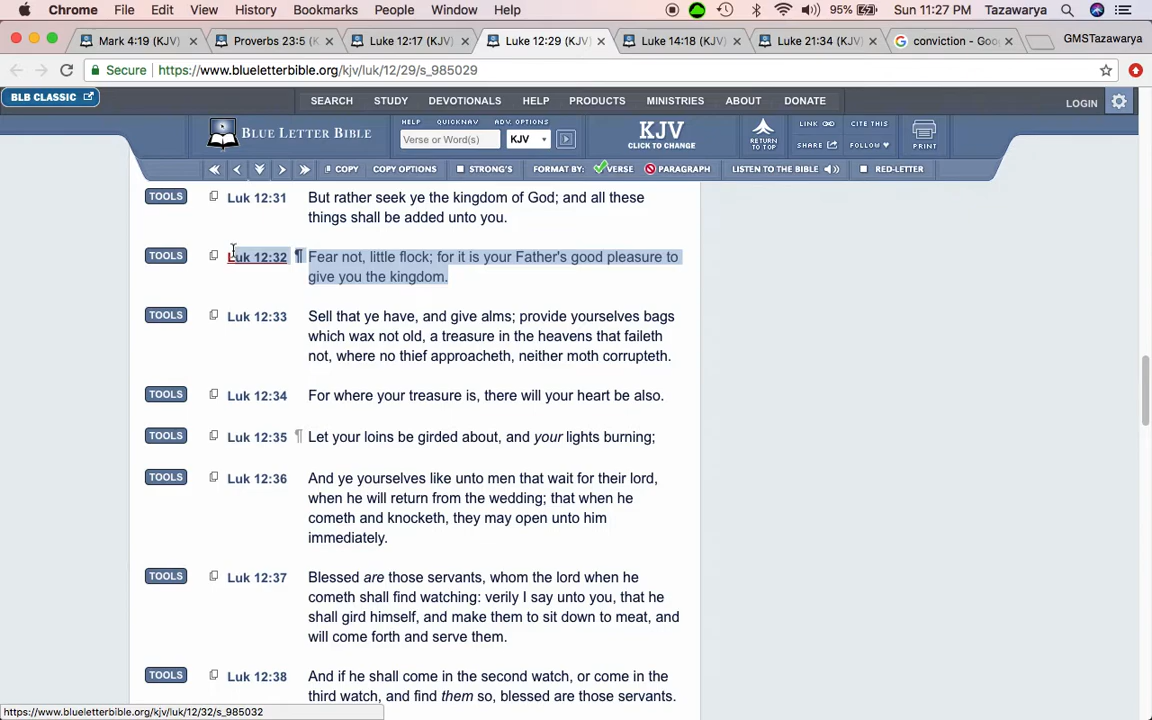 Chrome File Edit View History Bookmarks People Window Help 95% Sun 11:27 PM Tazawarya
Mark 4:19 (KJV) Proverbs 23:5 ( Luke 12:17 (KJV) Luke 12:29 (KJV) Luke 14:18 (KJV) Luke 21:34 (KJV) conviction - Goo GMSTazawarya
Secure https://www.blueletterbible.org/kjv/luk/12/29/s_985029
BLB CLASSIC SEARCH STUDY DEVOTIONALS HELP PRODUCTS MINISTRIES ABOUT DONATE LOGIN
HELP QUICKNAV ADV. OPTIONS
BLUE LETTER BIBLE Verse or Word(s) KJV KJV CLICK TO CHANGE RETURN TO TOP LINK CITE THIS SHARE FOLLOW PRINT
COPY COPY OPTIONS STRONG'S FORMAT BY: VERSE PARAGRAPH LISTEN TO THE BIBLE RED-LETTER
TOOLS Luk 12:31 But rather seek ye the kingdom of God; and all these
things shall be added unto you.
TOOLS Luk 12:32 ¶ Fear not, little flock; for it is your Father's good pleasure to
give you the kingdom.
TOOLS Luk 12:33 Sell that ye have, and give alms; provide yourselves bags
which wax not old, a treasure in the heavens that faileth
not, where no thief approacheth, neither moth corrupteth.
TOOLS Luk 12:34 For where your treasure is, there will your heart be also.
TOOLS Luk 12:35 ¶ Let your loins be girded about, and your lights burning;
TOOLS Luk 12:36 And ye yourselves like unto men that wait for their lord,
when he will return from the wedding; that when he
cometh and knocketh, they may open unto him
immediately.
TOOLS Luk 12:37 Blessed are those servants, whom the lord when he
cometh shall find watching: verily I say unto you, that he
shall gird himself, and make them to sit down to meat, and
will come forth and serve them.
TOOLS Luk 12:38 And if he shall come in the second watch, or come in the
third watch, and find them so, blessed are those servants.
https://www.blueletterbible.org/kjv/luk/12/32/s_985032